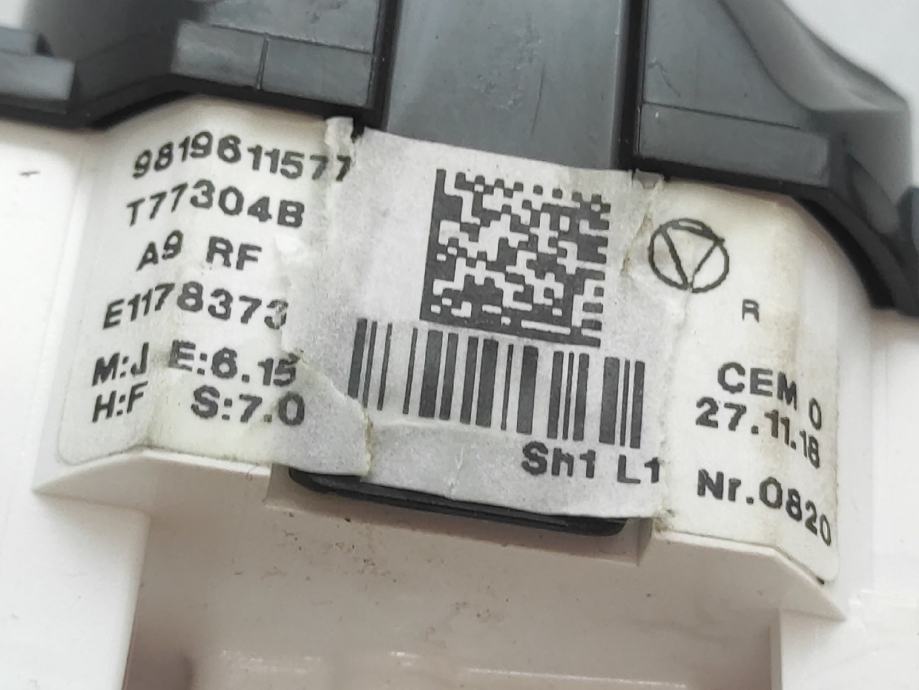 9819611577
T77304B
A9 RF
E1178373
M:J E:6.15
H:F S:7.0
Sh1 L1
R
CEM 0
27.11.18
Nr.0820